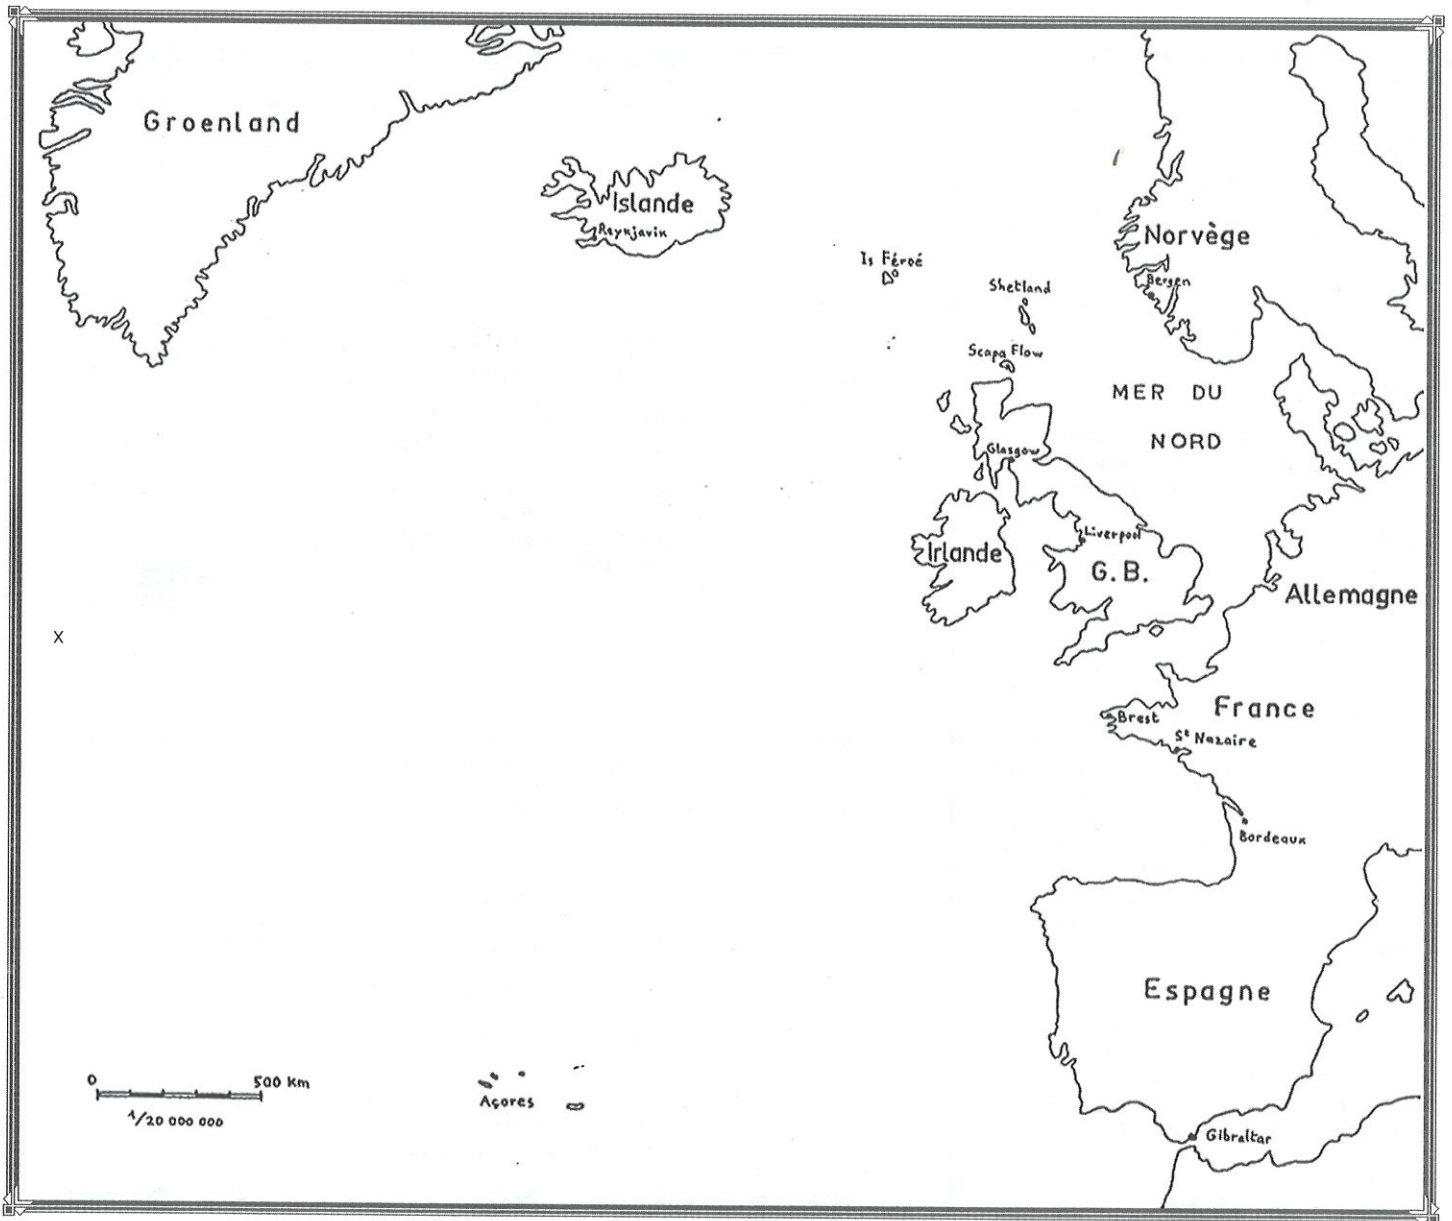 Groenland
Islande
Reynjavin
Norvège
Is Féroé
Bergen
Shetland
Scapa Flow
MER DU
NORD
Glasgow
Liverpool
Irlande
G.B.
Allemagne
X
France
Brest
St Nazaire
Bordeaux
Espagne
0 500 km
1/20 000 000
Açores
Gibraltar